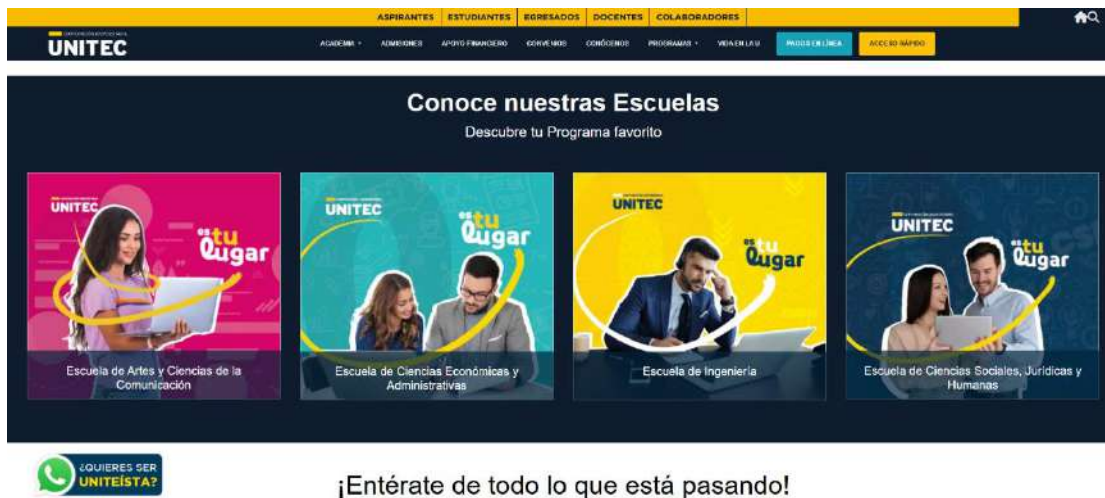 ASPIRANTES ESTUDIANTES EGRESADOS DOCENTES COLABORADORES
UNITEC
ACADEMIA ADMISIONES APOYO FINANCIERO CONVENIOS CONÓCENOS PROGRAMAS VIDA EN LA U PAGOS EN LÍNEA ACCESO RÁPIDO
Conoce nuestras Escuelas
Descubre tu Programa favorito
UNITEC
es tu
lugar
Escuela de Artes y Ciencias de la
Comunicación
UNITEC
es tu
lugar
Escuela de Ciencias Económicas y
Administrativas
UNITEC
es tu
lugar
Escuela de Ingeniería
UNITEC
es tu
lugar
Escuela de Ciencias Sociales, Jurídicas y
Humanas
¿QUIERES SER
UNITEÍSTA?
¡Entérate de todo lo que está pasando!